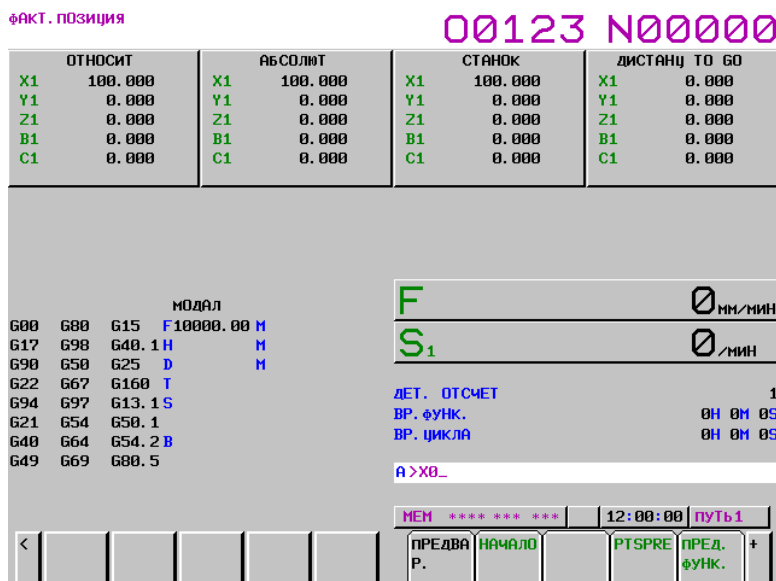 ФАКТ.ПОЗИЦИЯ
O0123 N00000
ОТНОСИТ АБСОЛЮТ СТАНОК ДИСТАНЦ TO GO
X1 100.000 X1 100.000 X1 100.000 X1 0.000
Y1 0.000 Y1 0.000 Y1 0.000 Y1 0.000
Z1 0.000 Z1 0.000 Z1 0.000 Z1 0.000
B1 0.000 B1 0.000 B1 0.000 B1 0.000
C1 0.000 C1 0.000 C1 0.000 C1 0.000
МОДАЛ
G00 G80 G15 F10000.00 M
G17 G98 G40.1 H M
G90 G50 G25 D M
G22 G67 G160 T
G94 G97 G13.1 S
G21 G54 G50.1
G40 G64 G54.2 B
G49 G69 G80.5
F 0 ММ/МИН
S1 0 /МИН
ДЕТ. ОТСЧЕТ 1
ВР.ФУНК. 0H 0M 0S
ВР.ЦИКЛА 0H 0M 0S
A>X0_
MEM **** *** *** 12:00:00 ПУТЬ1
< ПРЕДВА НАЧАЛО PTSPRE ПРЕД. +
Р. ФУНК.